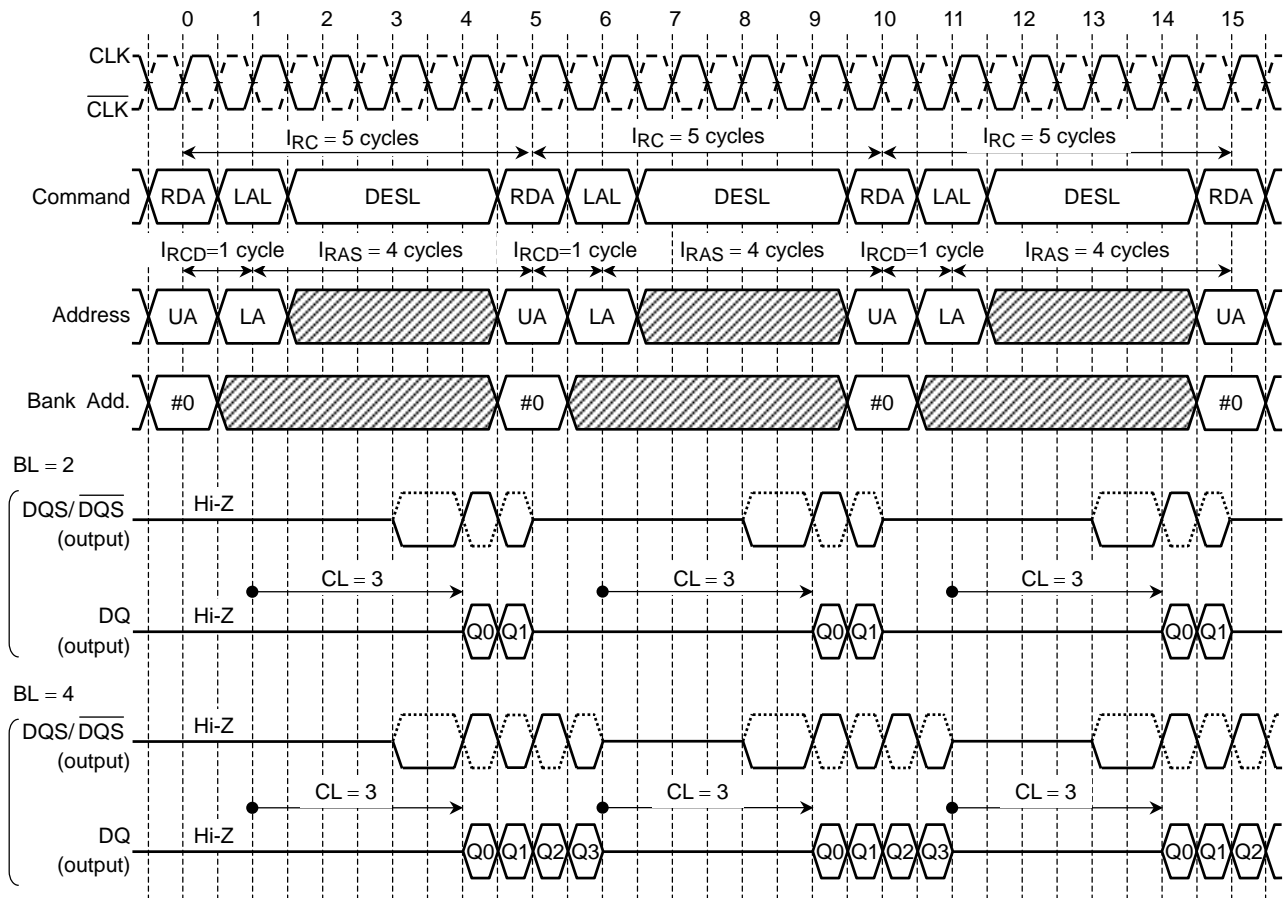 0 1 2 3 4 5 6 7 8 9 10 11 12 13 14 15
CLK
CLK
IRC = 5 cycles IRC = 5 cycles IRC = 5 cycles
Command RDA LAL DESL RDA LAL DESL RDA LAL DESL RDA
IRCD=1 cycle IRAS = 4 cycles IRCD=1 cycle IRAS = 4 cycles IRCD=1 cycle IRAS = 4 cycles
Address UA LA UA LA UA LA UA
Bank Add. #0 #0 #0 #0
BL = 2
DQS/DQS Hi-Z
(output)
CL = 3 CL = 3 CL = 3
DQ Hi-Z Q0 Q1 Q0 Q1 Q0 Q1
(output)
BL = 4
DQS/DQS Hi-Z
(output)
CL = 3 CL = 3 CL = 3
DQ Hi-Z Q0 Q1 Q2 Q3 Q0 Q1 Q2 Q3 Q0 Q1 Q2
(output)